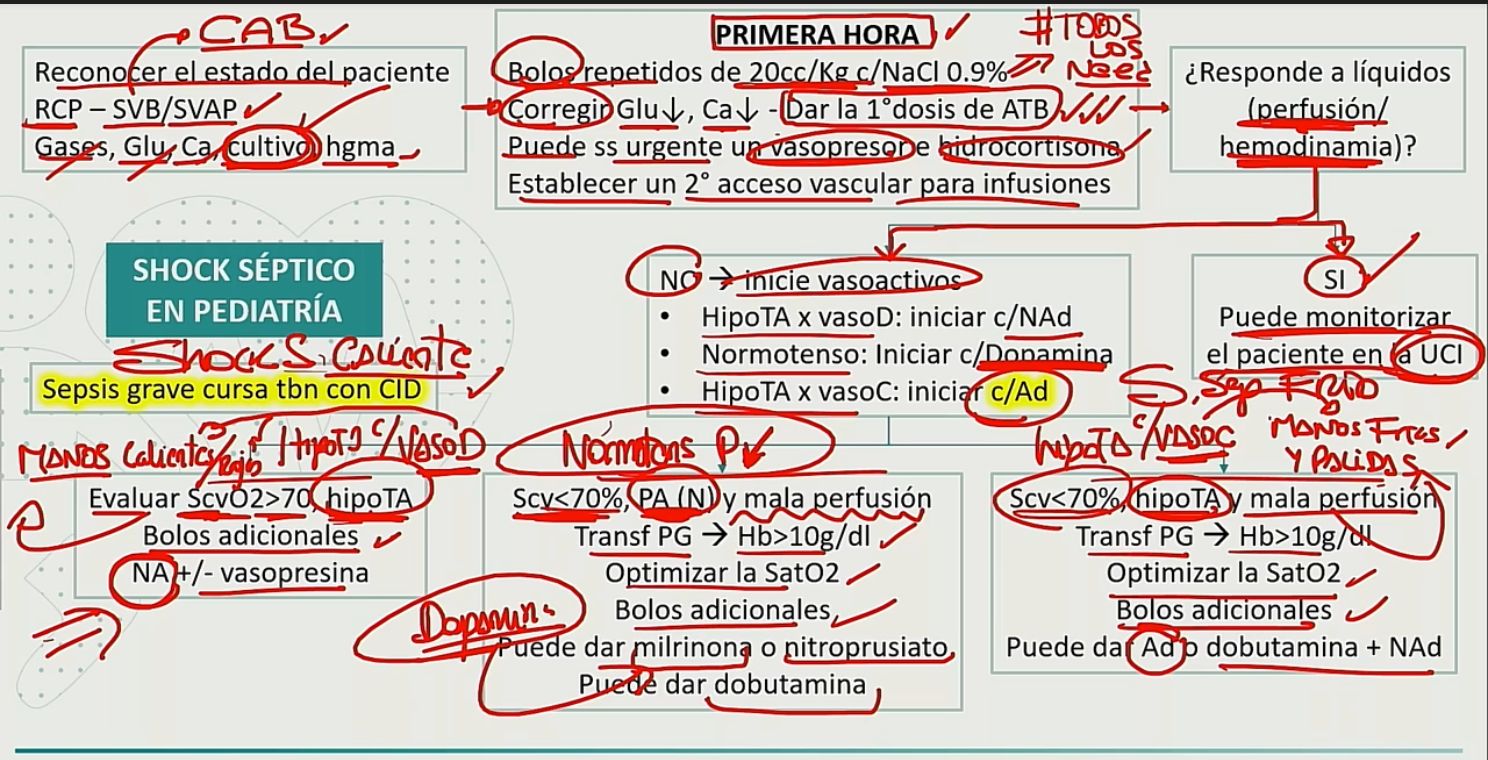 CAB
Reconocer el estado del paciente
RCP – SVB/SVAP
Gases, Glu, Ca, cultivo, hgma
PRIMERA HORA
#TODOS
LOS
Need
Bolos repetidos de 20cc/Kg c/NaCl 0.9%
Corregir Glu↓, Ca↓ - Dar la 1°dosis de ATB
Puede ss urgente un vasopresor e hidrocortisona
Establecer un 2° acceso vascular para infusiones
¿Responde a líquidos
(perfusión/
hemodinamia)?
SHOCK SÉPTICO
EN PEDIATRÍA
Shock S. Caliente
Sepsis grave cursa tbn con CID
NO → inicie vasoactivos
• HipoTA x vasoD: iniciar c/NAd
• Normotenso: Iniciar c/Dopamina
• HipoTA x vasoC: iniciar c/Ad
SI
Puede monitorizar
el paciente en la UCI
MANOS Calientes/Rojo
HipoTA c/VASOD
Evaluar ScvO2>70, hipoTA
Bolos adicionales
NA +/- vasopresina
Normotens P
Scv<70%, PA (N) y mala perfusión
Transf PG → Hb>10g/dl
Optimizar la SatO2
Bolos adicionales,
Dopamin.
Puede dar milrinona o nitroprusiato,
Puede dar dobutamina
S. Sep FRIO
hipoTA c/VASOC
MANOS Frias
Y PALIDAS
Scv<70%, hipoTA y mala perfusión
Transf PG → Hb>10g/dl
Optimizar la SatO2
Bolos adicionales
Puede dar Ad o dobutamina + NAd